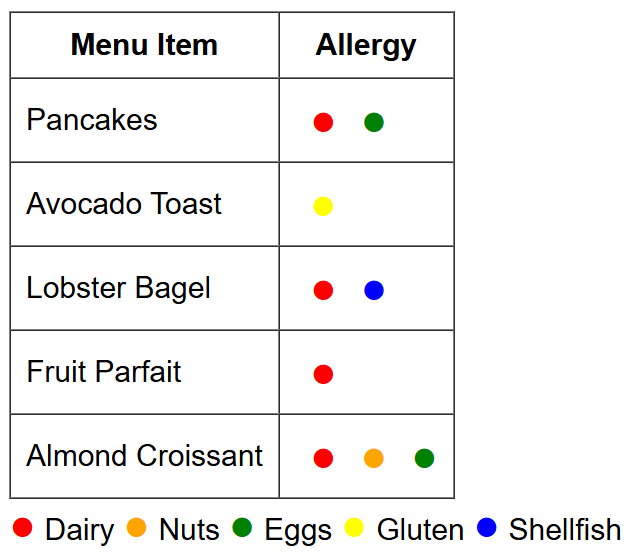 Menu Item Allergy
Pancakes
Avocado Toast
Lobster Bagel
Fruit Parfait
Almond Croissant
Dairy Nuts Eggs Gluten Shellfish